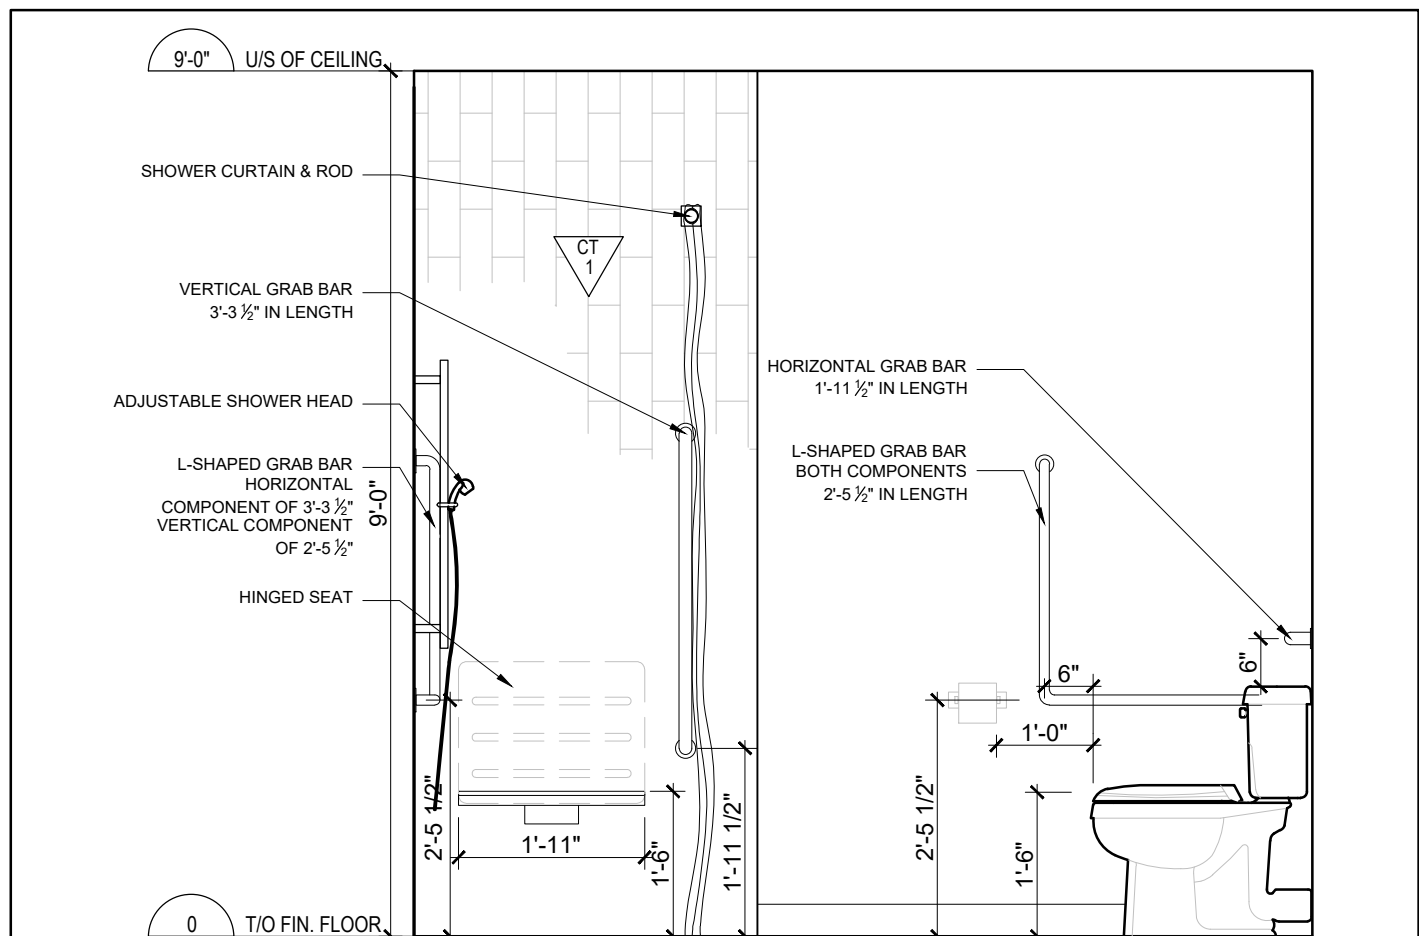 9'-0" U/S OF CEILING
SHOWER CURTAIN & ROD
CT
1
VERTICAL GRAB BAR
3'-3 ½" IN LENGTH
ADJUSTABLE SHOWER HEAD
L-SHAPED GRAB BAR
HORIZONTAL
COMPONENT OF 3'-3 ½"
VERTICAL COMPONENT
OF 2'-5 ½"
9'-0"
HINGED SEAT
HORIZONTAL GRAB BAR
1'-11 ½" IN LENGTH
L-SHAPED GRAB BAR
BOTH COMPONENTS
2'-5 ½" IN LENGTH
6"
6"
1'-0"
2'-5 1/2"
1'-11"
1'-6"
1'-11 1/2"
2'-5 1/2"
1'-6"
0 T/O FIN. FLOOR